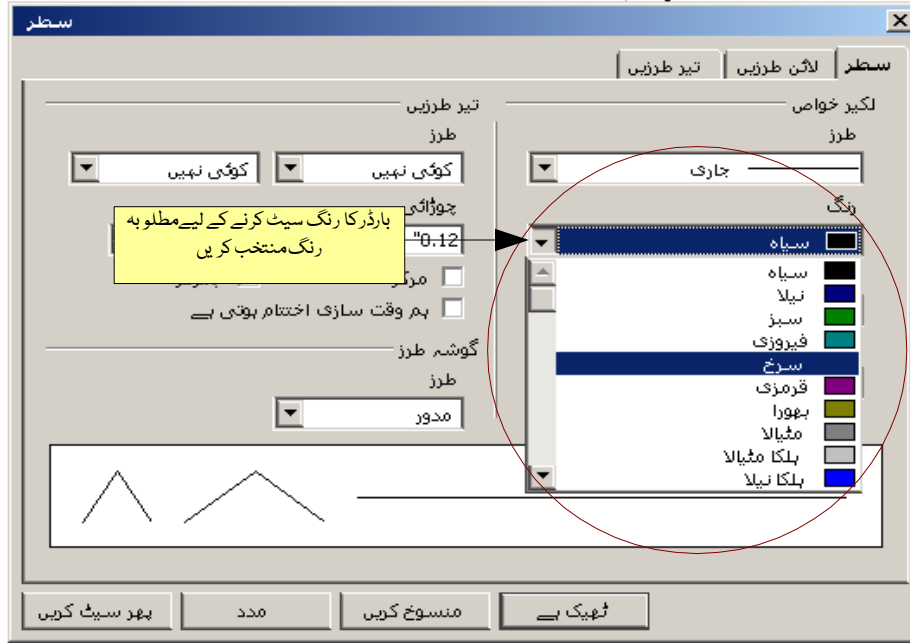 سطر
سطر
لائن طرزیں
تیر طرزیں
لکیر خواص
طرز
جاری
رنگ
سیاہ
سیاہ
نیلا
سبز
فیروزی
سرخ
قرمزی
بھورا
مٹیالا
ہلکا مٹیالا
ہلکا نیلا
تیر طرزیں
طرز
کوئی نہیں
کوئی نہیں
چوڑائی
0.12"
بارڈر کا رنگ سیٹ کرنے کے لیے مطلوبہ
رنگ منتخب کریں
ہم وقت سازی اختتام ہوتی ہے
گوشہ طرز
طرز
مدور
ٹھیک ہے
منسوخ کریں
مدد
پھر سیٹ کریں